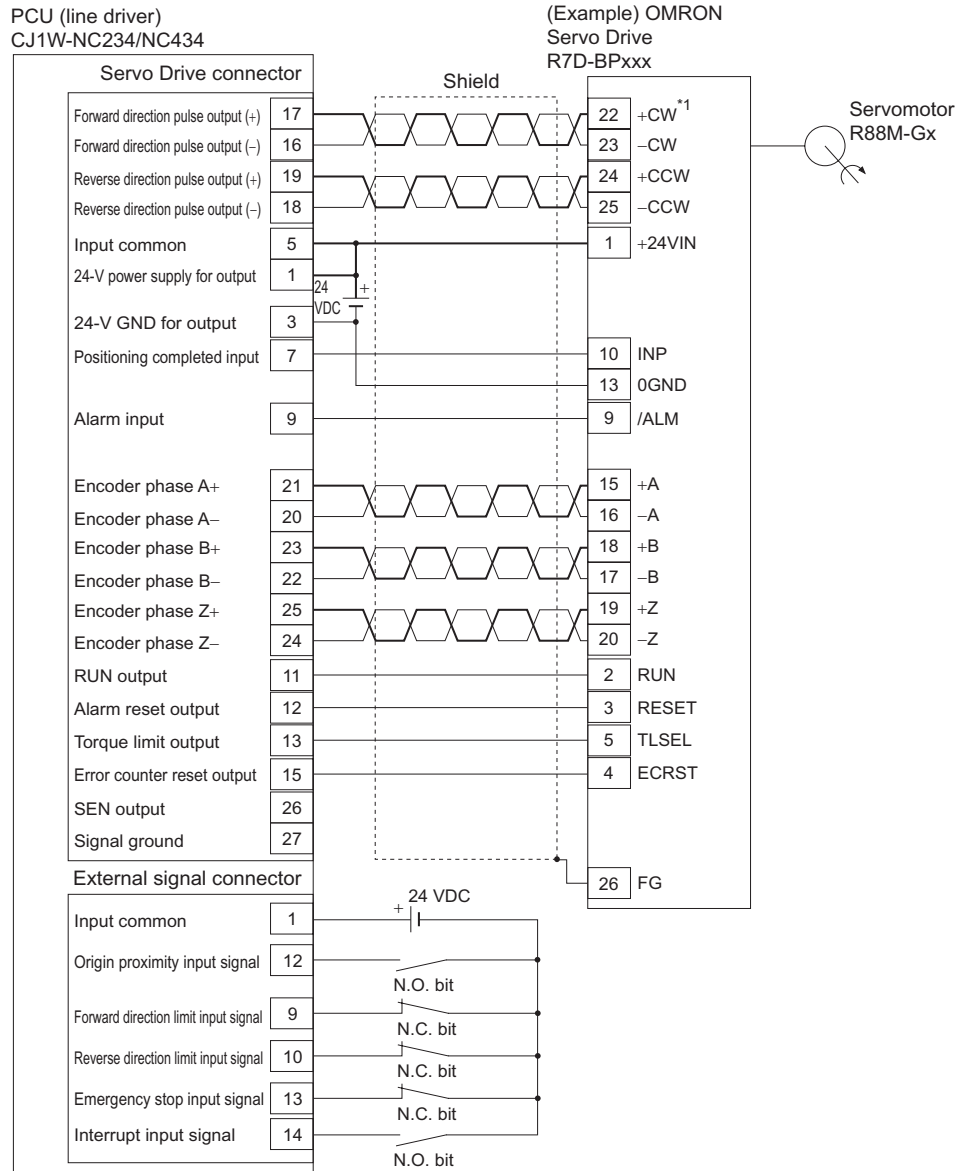 PCU (line driver)
CJ1W-NC234/NC434
(Example) OMRON
Servo Drive
R7D-BPxxx
Servo Drive connector
Shield
Servomotor
R88M-Gx
Forward direction pulse output (+) 17 22 +CW*1
Forward direction pulse output (−) 16 23 −CW
Reverse direction pulse output (+) 19 24 +CCW
Reverse direction pulse output (−) 18 25 −CCW
Input common 5 1 +24VIN
24-V power supply for output 1
24 +
VDC
24-V GND for output 3
Positioning completed input 7 10 INP
13 0GND
Alarm input 9 9 /ALM
Encoder phase A+ 21 15 +A
Encoder phase A− 20 16 −A
Encoder phase B+ 23 18 +B
Encoder phase B− 22 17 −B
Encoder phase Z+ 25 19 +Z
Encoder phase Z− 24 20 −Z
RUN output 11 2 RUN
Alarm reset output 12 3 RESET
Torque limit output 13 5 TLSEL
Error counter reset output 15 4 ECRST
SEN output 26
Signal ground 27
26 FG
External signal connector
24 VDC
+
Input common 1
Origin proximity input signal 12
N.O. bit
Forward direction limit input signal 9
N.C. bit
Reverse direction limit input signal 10
N.C. bit
Emergency stop input signal 13
N.C. bit
Interrupt input signal 14
N.O. bit